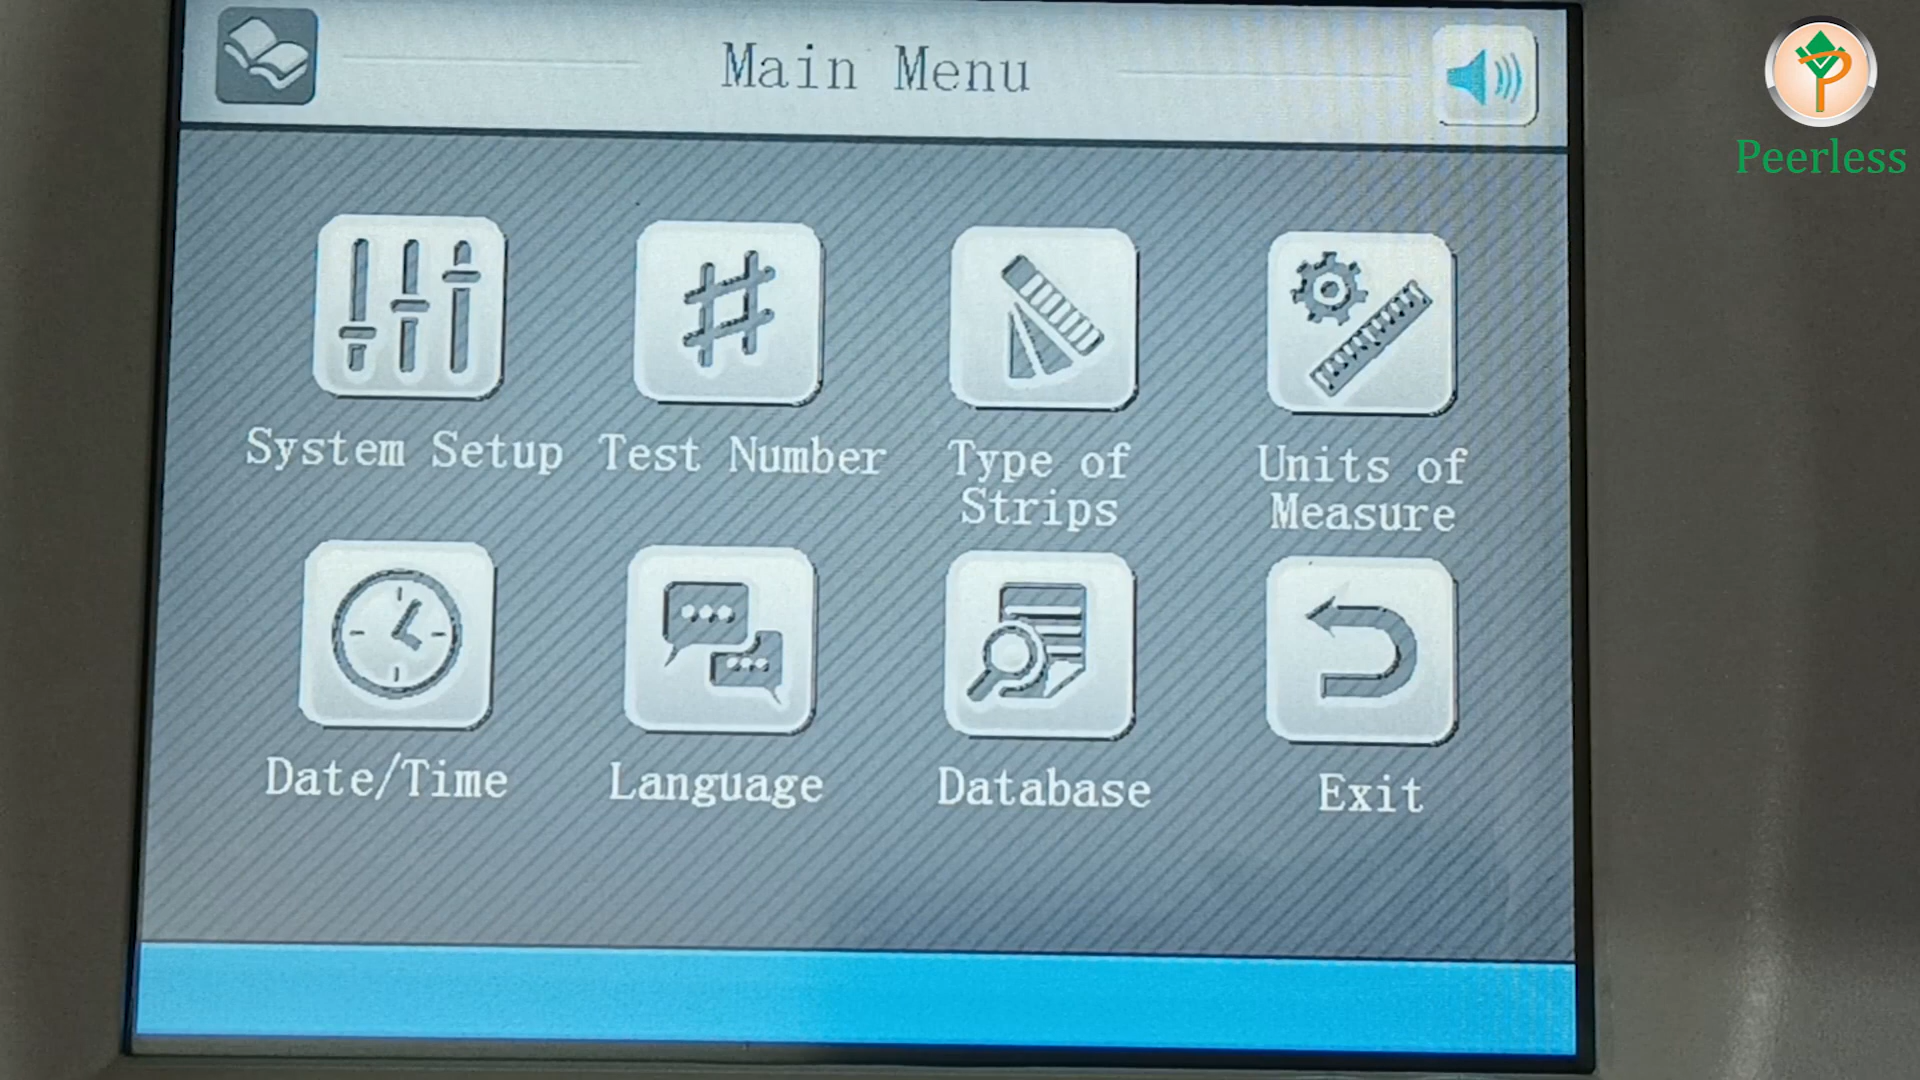 Main Menu
Peerless
System Setup
Test Number
Type of
Strips
Units of
Measure
Date/Time
Language
Database
Exit